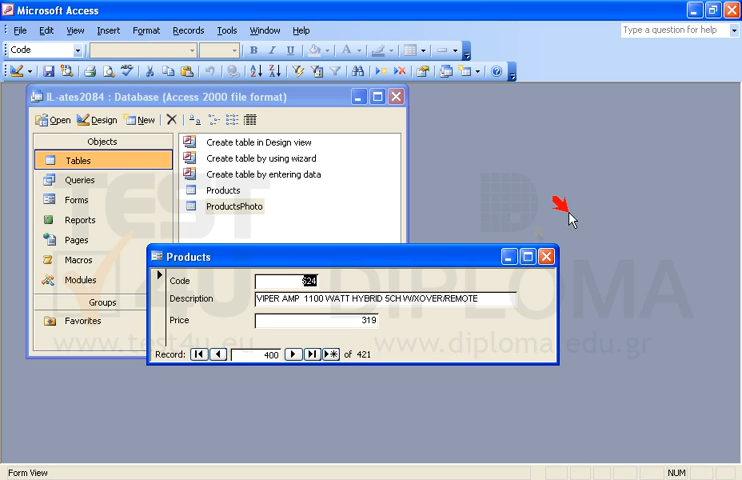 Microsoft Access
File Edit View Insert Format Records Tools Window Help
Type a question for help
Code
IL-ates2084 : Database (Access 2000 file format)
Open Design New
Objects
Tables
Queries
Forms
Reports
Pages
Macros
Modules
Groups
Favorites
Create table in Design view
Create table by using wizard
Create table by entering data
Products
ProductsPhoto
Products
Code 624
Description VIPER AMP 1100 WATT HYBRID 5CH W/XOVER/REMOTE
Price 319
Record: 400 of 421
TEST4U DIPLOMA
www.test4u.eu www.diploma.edu.gr
Form View NUM